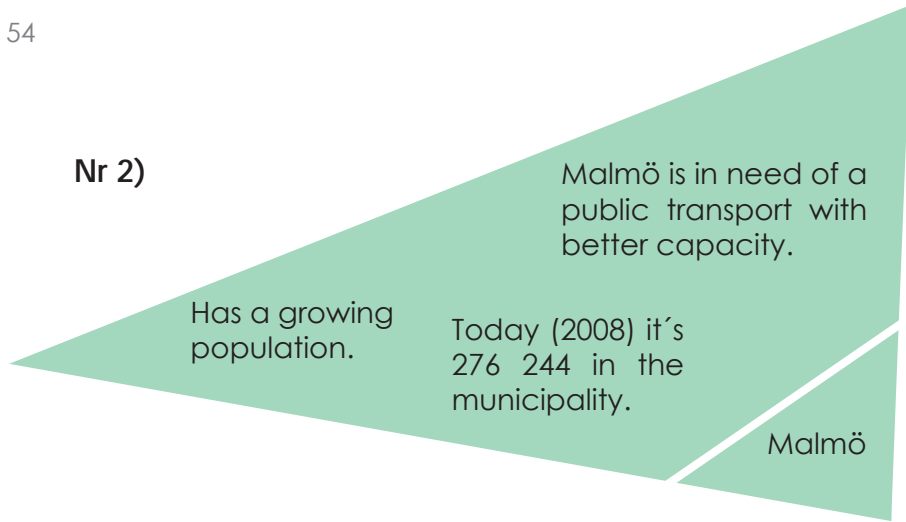 54
Nr 2)
Malmö is in need of a
public transport with
better capacity.
Has a growing
population.
Today (2008) it´s
276 244 in the
municipality.
Malmö